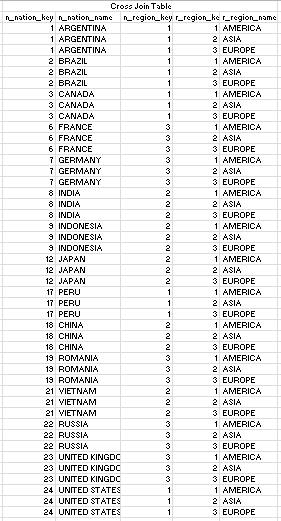 Cross Join Table
n_nation_key n_nation_name n_region_key r_region_ke r_region_name
1 ARGENTINA 1 1 AMERICA
1 ARGENTINA 1 2 ASIA
1 ARGENTINA 1 3 EUROPE
2 BRAZIL 1 1 AMERICA
2 BRAZIL 1 2 ASIA
2 BRAZIL 1 3 EUROPE
3 CANADA 1 1 AMERICA
3 CANADA 1 2 ASIA
3 CANADA 1 3 EUROPE
6 FRANCE 3 1 AMERICA
6 FRANCE 3 2 ASIA
6 FRANCE 3 3 EUROPE
7 GERMANY 3 1 AMERICA
7 GERMANY 3 2 ASIA
7 GERMANY 3 3 EUROPE
8 INDIA 2 1 AMERICA
8 INDIA 2 2 ASIA
8 INDIA 2 3 EUROPE
9 INDONESIA 2 1 AMERICA
9 INDONESIA 2 2 ASIA
9 INDONESIA 2 3 EUROPE
12 JAPAN 2 1 AMERICA
12 JAPAN 2 2 ASIA
12 JAPAN 2 3 EUROPE
17 PERU 1 1 AMERICA
17 PERU 1 2 ASIA
17 PERU 1 3 EUROPE
18 CHINA 2 1 AMERICA
18 CHINA 2 2 ASIA
18 CHINA 2 3 EUROPE
19 ROMANIA 3 1 AMERICA
19 ROMANIA 3 2 ASIA
19 ROMANIA 3 3 EUROPE
21 VIETNAM 2 1 AMERICA
21 VIETNAM 2 2 ASIA
21 VIETNAM 2 3 EUROPE
22 RUSSIA 3 1 AMERICA
22 RUSSIA 3 2 ASIA
22 RUSSIA 3 3 EUROPE
23 UNITED KINGDO 3 1 AMERICA
23 UNITED KINGDO 3 2 ASIA
23 UNITED KINGDO 3 3 EUROPE
24 UNITED STATES 1 1 AMERICA
24 UNITED STATES 1 2 ASIA
24 UNITED STATES 1 3 EUROPE